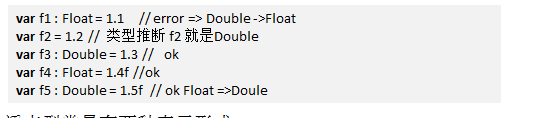 var f1 : Float = 1.1 // error => Double ->Float
var f2 = 1.2 // 类型推断 f2 就是Double
var f3 : Double = 1.3 // ok
var f4 : Float = 1.4f //ok
var f5 : Double = 1.5f // ok Float =>Doule